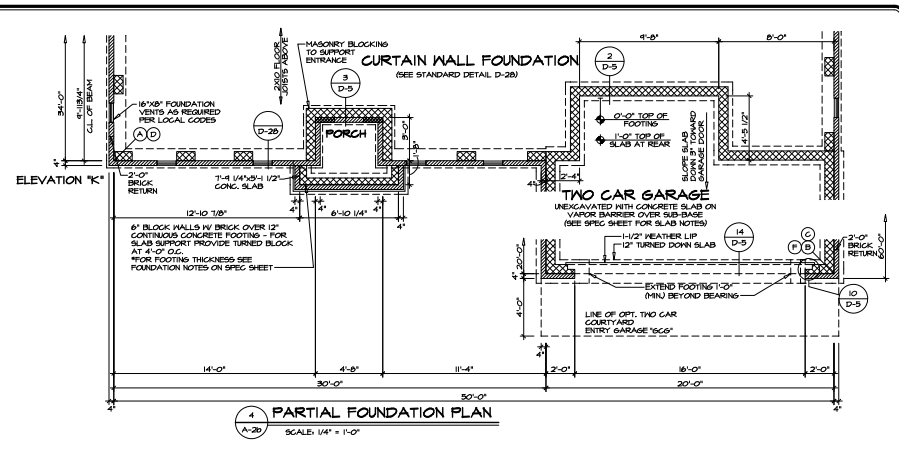 MASONRY BLOCKING
TO SUPPORT
ENTRANCE
CURTAIN WALL FOUNDATION
(SEE STANDARD DETAIL D-28)
2X10 FLOOR
JOISTS ABOVE
3
D-5
2
D-5
9'-8"
8'-0"
34'-0"
9'-11 3/4"
C.L. OF BEAM
16"X8" FOUNDATION
VENTS AS REQUIRED
PER LOCAL CODES
A D
D-28
PORCH
3'-0"
1'-8"
0'-0" TOP OF
FOOTING
1'-0" TOP OF
SLAB AT REAR
SLOPE SLAB
DOWN 3" TOWARD
GARAGE DOOR
4'-5 1/2"
4"
ELEVATION "K"
2'-0"
BRICK
RETURN
7'-9 1/4"x5'-1 1/2"
CONC. SLAB
4"
2'-4"
TWO CAR GARAGE
UNEXCAVATED WITH CONCRETE SLAB ON
VAPOR BARRIER OVER SUB-BASE
(SEE SPEC SHEET FOR SLAB NOTES)
12'-10 7/8"
4"
4"
6'-10 1/4"
4"
4"
6" BLOCK WALLS W/ BRICK OVER 12"
CONTINUOUS CONCRETE FOOTING - FOR
SLAB SUPPORT PROVIDE TURNED BLOCK
AT 4'-0" O.C.
*FOR FOOTING THICKNESS SEE
FOUNDATION NOTES ON SPEC SHEET
1-1/2" WEATHER LIP
12" TURNED DOWN SLAB
14
D-5
C
F B
2'-0"
BRICK
RETURN
60'-0"
20'-0"
4"
EXTEND FOOTING 1'-0"
(MIN.) BEYOND BEARING
10
D-5
4'-0"
LINE OF OPT. TWO CAR
COURTYARD
ENTRY GARAGE "GCG"
4"
14'-0"
4'-8"
11'-4"
2'-0"
16'-0"
2'-0"
30'-0"
20'-0"
50'-0"
4"
4"
4
A-2b
PARTIAL FOUNDATION PLAN
SCALE: 1/4" = 1'-0"